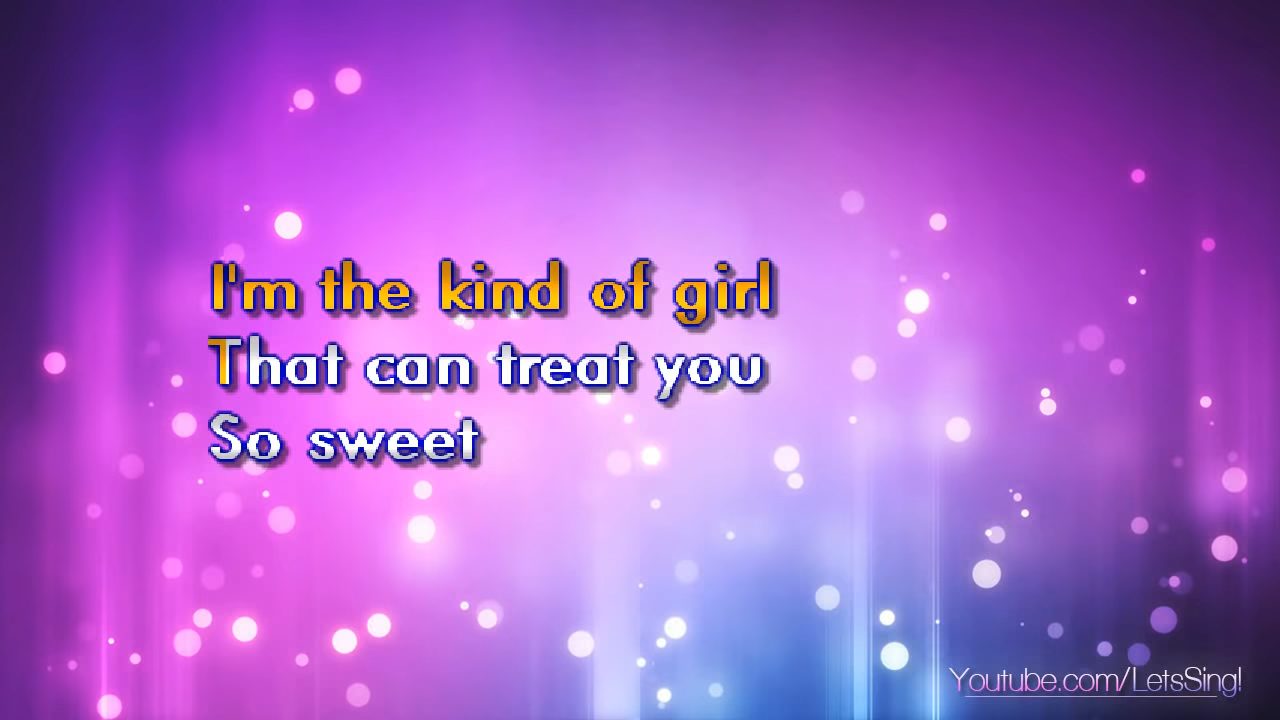 I'm the kind of girl
That can treat you
So sweet
Youtube.com/LetsSing!